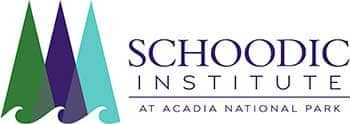 SCHOODIC
INSTITUTE
AT ACADIA NATIONAL PARK